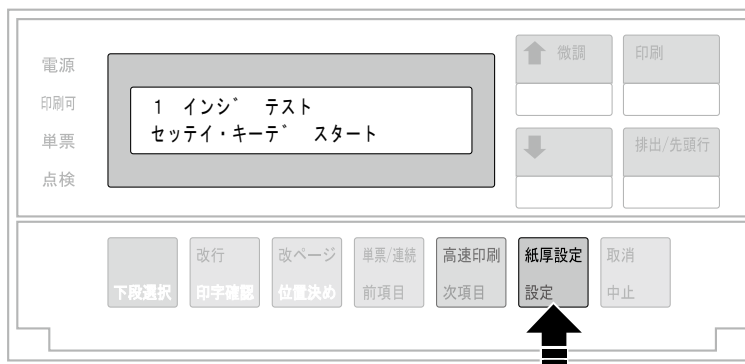 電源
印刷可
単票
点検
1 インジ テスト
セッテイ・キーデ スタート
微調
印刷
排出/先頭行
下段選択
改行
印字確認
改ページ
位置決め
単票/連続
前項目
高速印刷
次項目
紙厚設定
設定
取消
中止